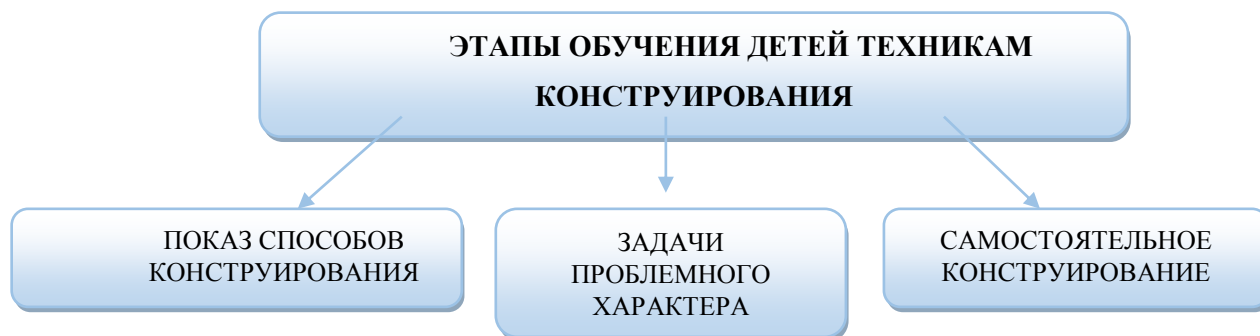 ЭТАПЫ ОБУЧЕНИЯ ДЕТЕЙ ТЕХНИКАМ
КОНСТРУИРОВАНИЯ
ПОКАЗ СПОСОБОВ
КОНСТРУИРОВАНИЯ
ЗАДАЧИ
ПРОБЛЕМНОГО
ХАРАКТЕРА
САМОСТОЯТЕЛЬНОЕ
КОНСТРУИРОВАНИЕ